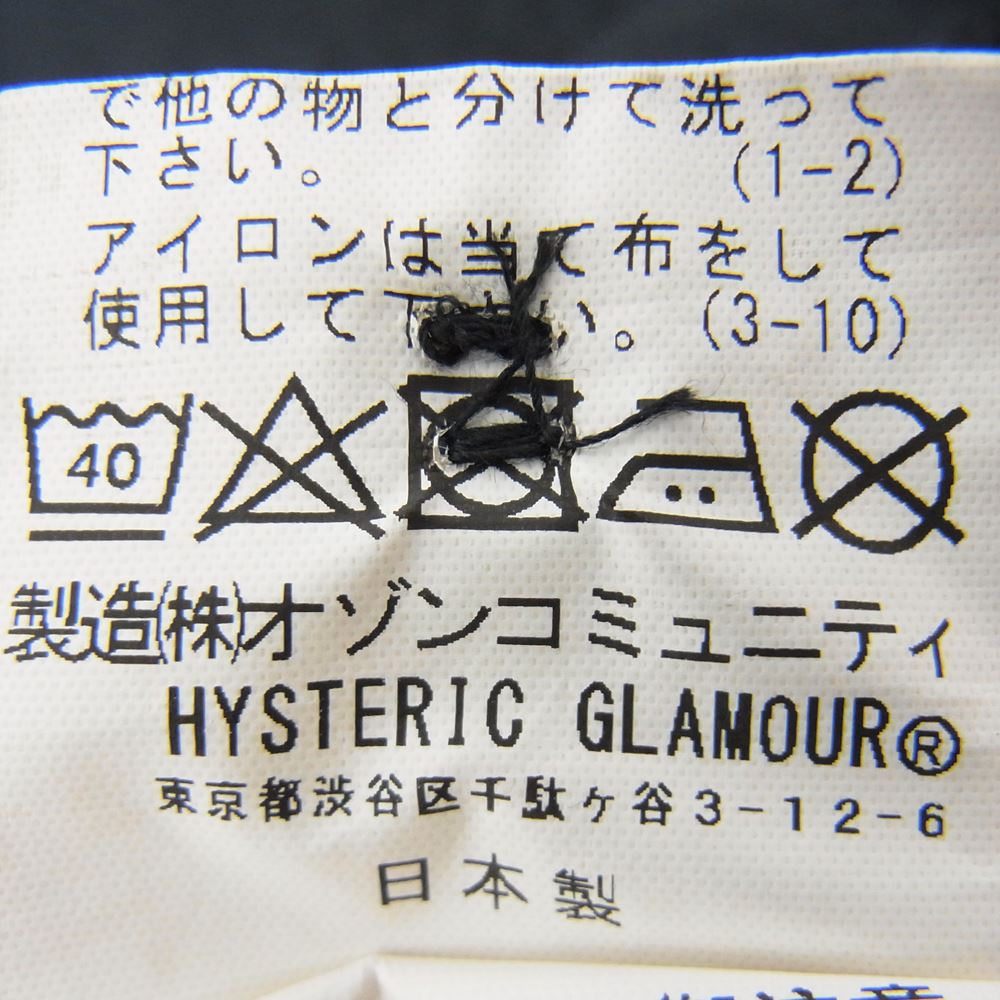 で他の物と分けて洗って
下さい。 (1-2)
アイロンは当て布をして
使用して下さい。 (3-10)
40
製造(株)オゾンコミュニティ
HYSTERIC GLAMOUR®
東京都渋谷区千駄ヶ谷3-12-6
日本製